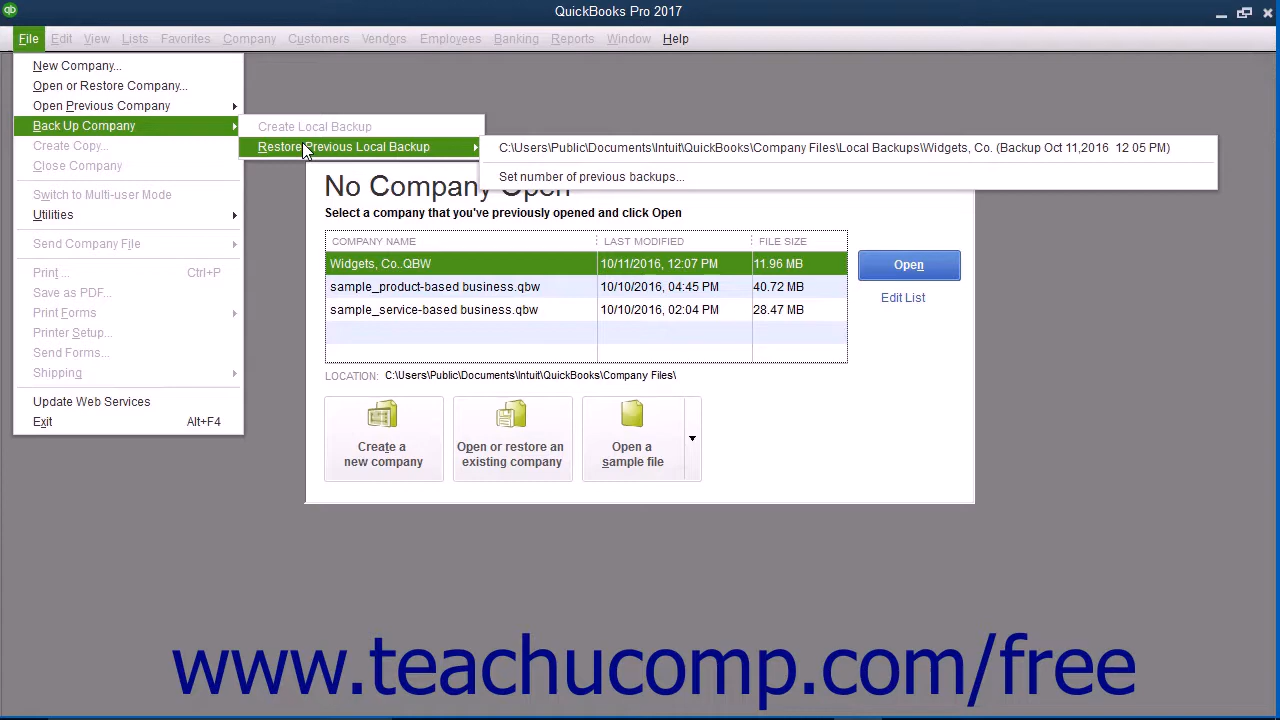 QuickBooks Pro 2017
File Edit View Lists Favorites Company Customers Vendors Employees Banking Reports Window Help
New Company...
Open or Restore Company...
Open Previous Company
Back Up Company
Create Copy...
Close Company
Switch to Multi-user Mode
Utilities
Send Company File
Print ... Ctrl+P
Save as PDF...
Print Forms
Printer Setup...
Send Forms...
Shipping
Update Web Services
Exit Alt+F4
Create Local Backup
Restore Previous Local Backup
C:\Users\Public\Documents\Intuit\QuickBooks\Company Files\Local Backups\Widgets, Co. (Backup Oct 11,2016 12 05 PM)
Set number of previous backups...
No Company Open
Select a company that you've previously opened and click Open
COMPANY NAME LAST MODIFIED FILE SIZE
Widgets, Co..QBW 10/11/2016, 12:07 PM 11.96 MB
sample_product-based business.qbw 10/10/2016, 04:45 PM 40.72 MB
sample_service-based business.qbw 10/10/2016, 02:04 PM 28.47 MB
Open
Edit List
LOCATION: C:\Users\Public\Documents\Intuit\QuickBooks\Company Files\
Create a
new company
Open or restore an
existing company
Open a
sample file
www.teachucomp.com/free